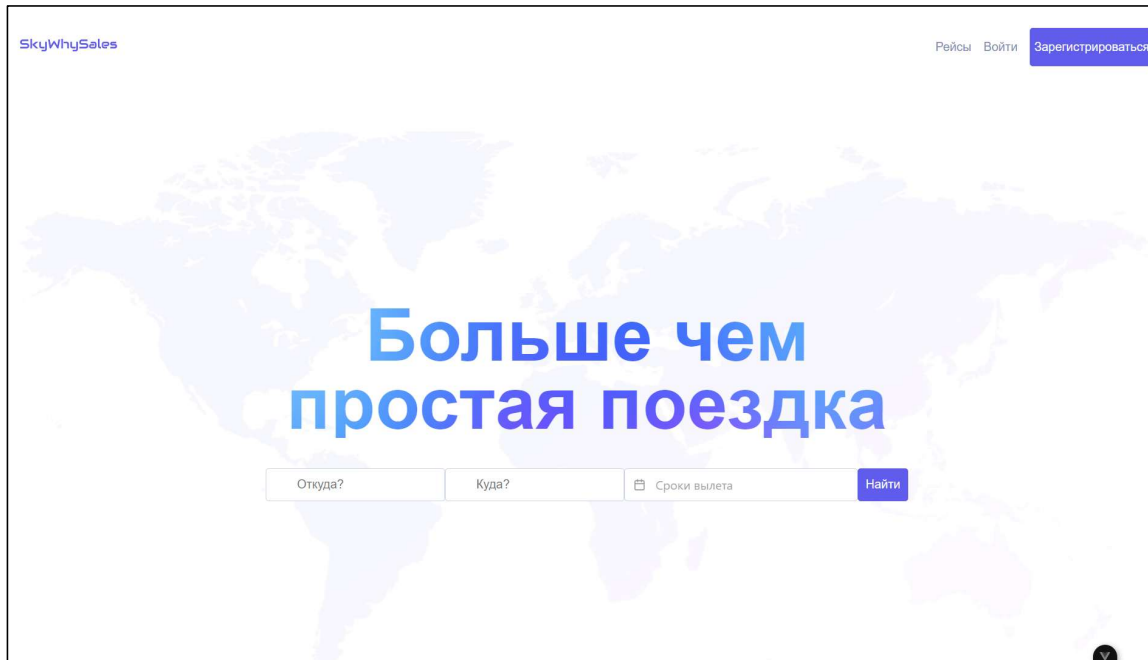 SkyWhySales
Рейсы Войти Зарегистрироваться
Больше чем
простая поездка
Откуда? Куда? Сроки вылета Найти